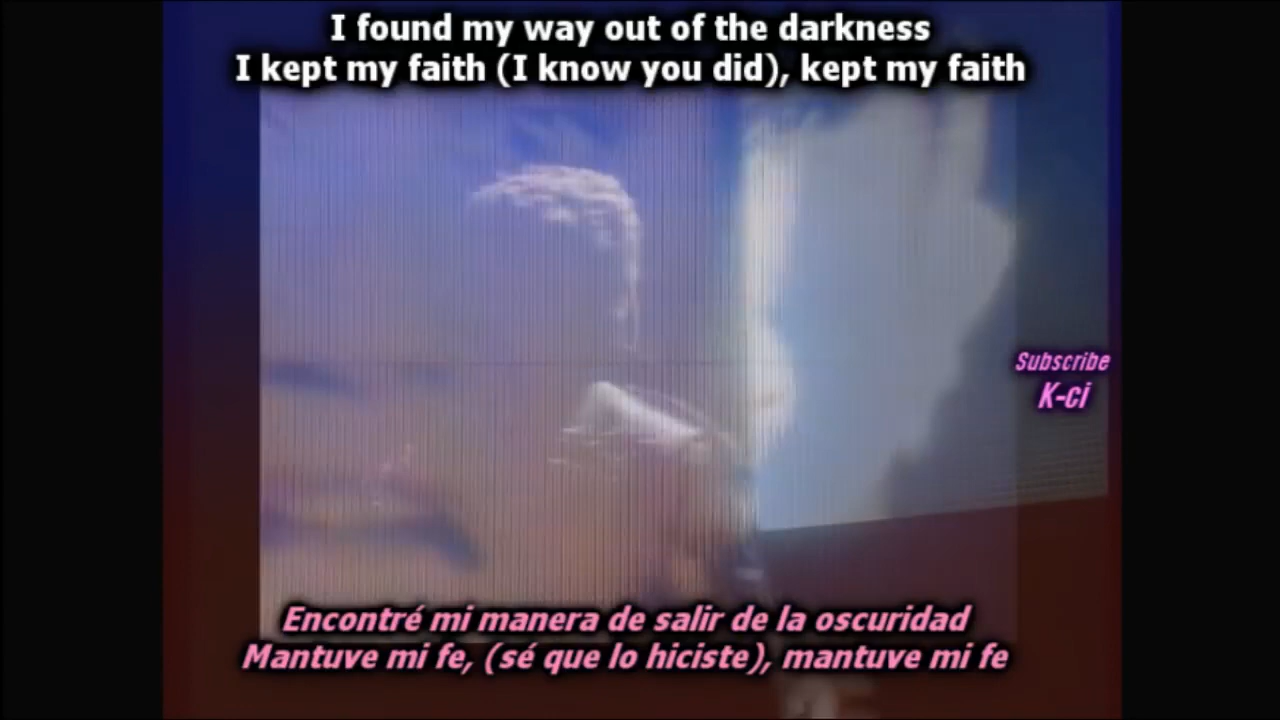 I found my way out of the darkness
I kept my faith (I know you did), kept my faith
Subscribe
K-ci
Encontré mi manera de salir de la oscuridad
Mantuve mi fe, (sé que lo hiciste), mantuve mi fe